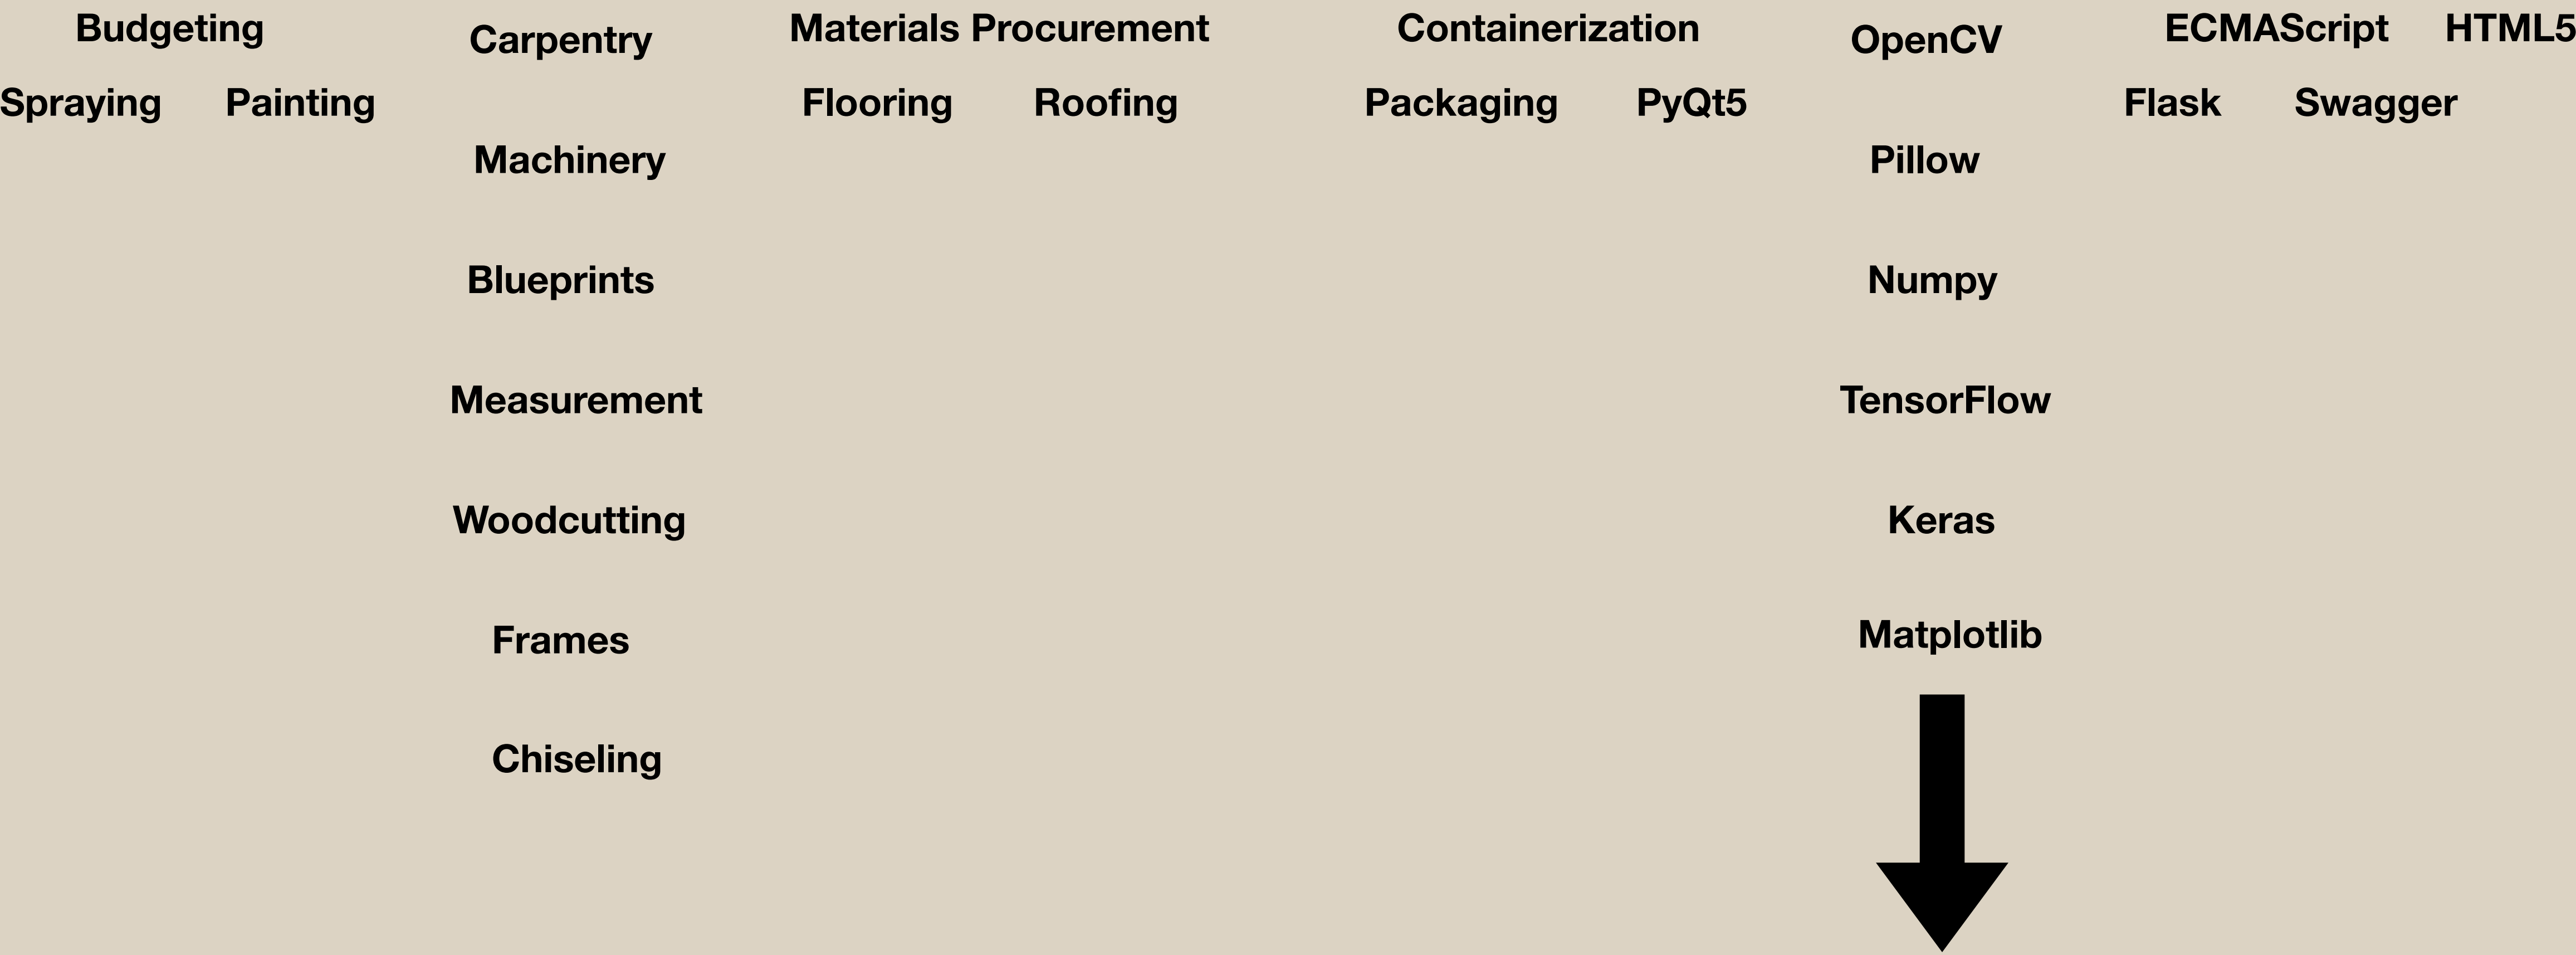 Budgeting
Carpentry
Materials Procurement
Containerization
OpenCV
ECMAScript
HTML5
Spraying
Painting
Flooring
Roofing
Packaging
PyQt5
Flask
Swagger
Machinery
Pillow
Blueprints
Numpy
Measurement
TensorFlow
Woodcutting
Keras
Frames
Matplotlib
Chiseling